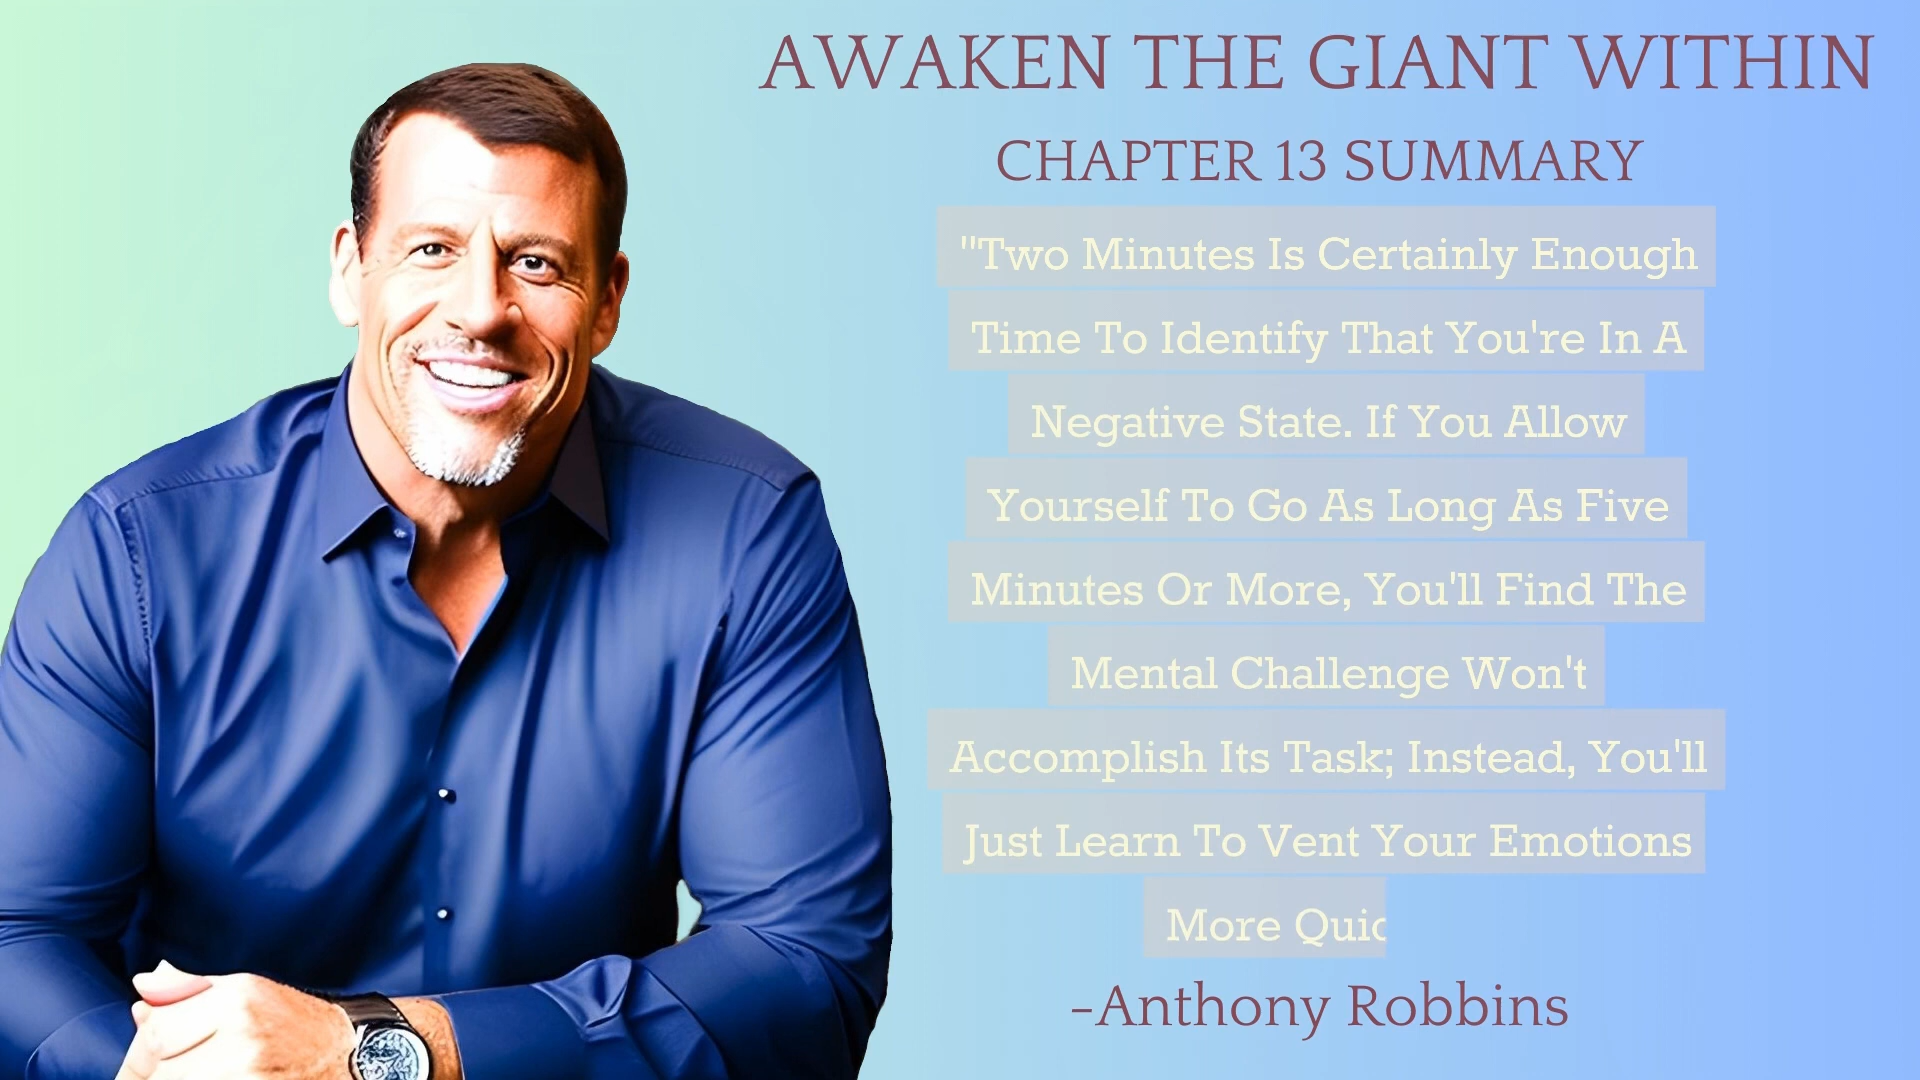 AWAKEN THE GIANT WITHIN
CHAPTER 13 SUMMARY
"Two Minutes Is Certainly Enough
Time To Identify That You're In A
Negative State. If You Allow
Yourself To Go As Long As Five
Minutes Or More, You'll Find The
Mental Challenge Won't
Accomplish Its Task; Instead, You'll
Just Learn To Vent Your Emotions
More Quic
-Anthony Robbins